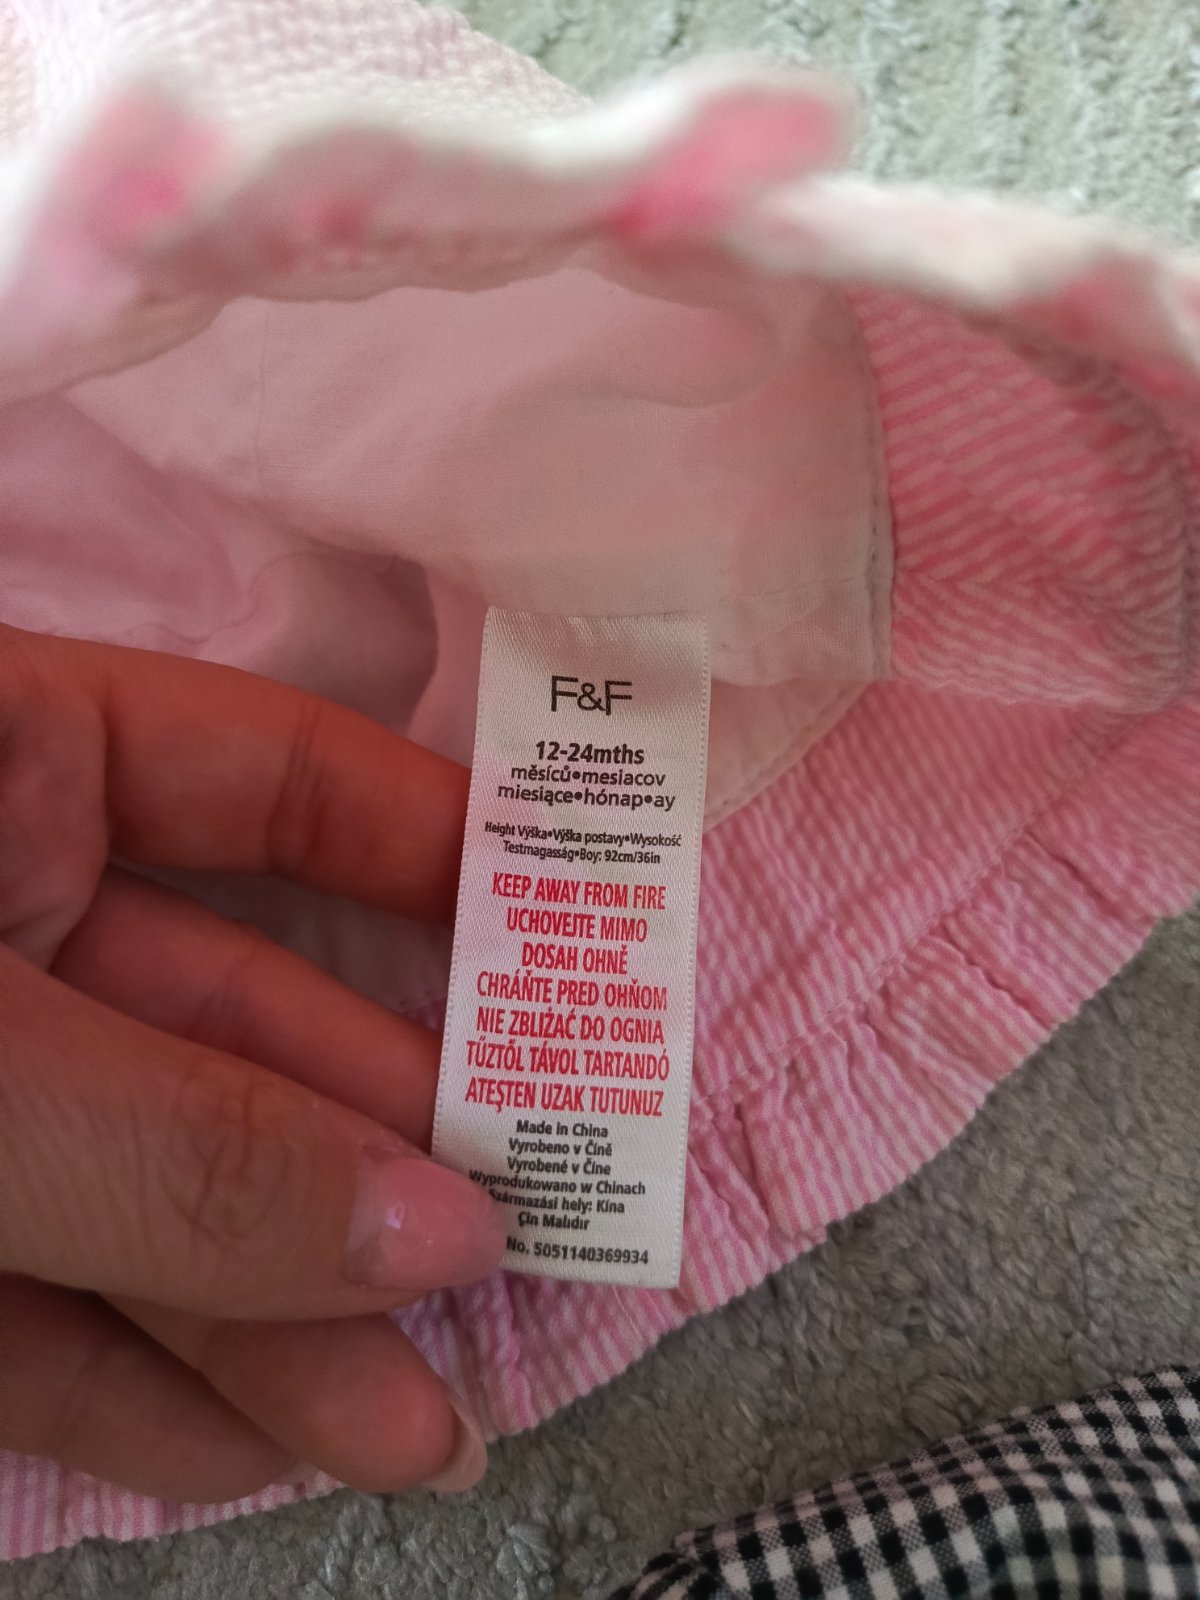 F&F
12-24mths
měsíců•mesiacov
miesiące•hónap•ay
Height Výška•Výška postavy•Wysokość
Testmagasság•Boy: 92cm/36in
KEEP AWAY FROM FIRE
UCHOVEJTE MIMO
DOSAH OHNĚ
CHRÁŇTE PRED OHŇOM
NIE ZBLIŻAĆ DO OGNIA
TŰZTŐL TÁVOL TARTANDÓ
ATEŞTEN UZAK TUTUNUZ
Made in China
Vyrobeno v Číně
Vyrobené v Číne
Wyprodukowano w Chinach
Származási hely: Kína
Çin Malıdır
No. 5051140369934